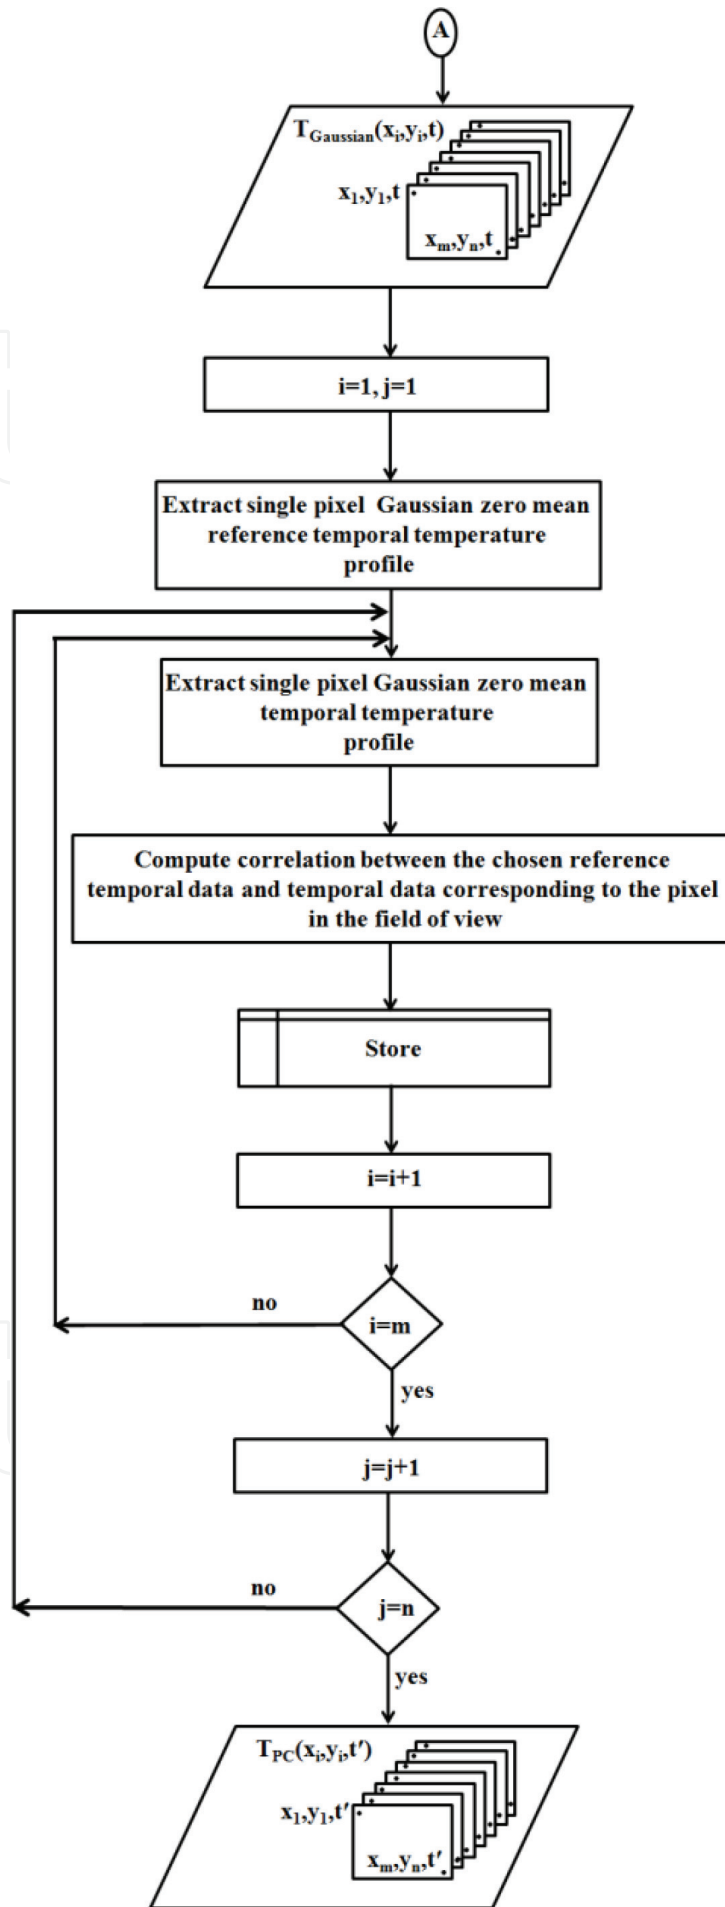 A
T_Gaussian(x_i,y_i,t)
x_1,y_1,t
x_m,y_n,t
i=1, j=1
Extract single pixel Gaussian zero mean
reference temporal temperature
profile
Extract single pixel Gaussian zero mean
temporal temperature
profile
Compute correlation between the chosen reference
temporal data and temporal data corresponding to the pixel
in the field of view
Store
i=i+1
no
i=m
yes
j=j+1
no
j=n
yes
T_PC(x_i,y_i,t′)
x_1,y_1,t′
x_m,y_n,t′